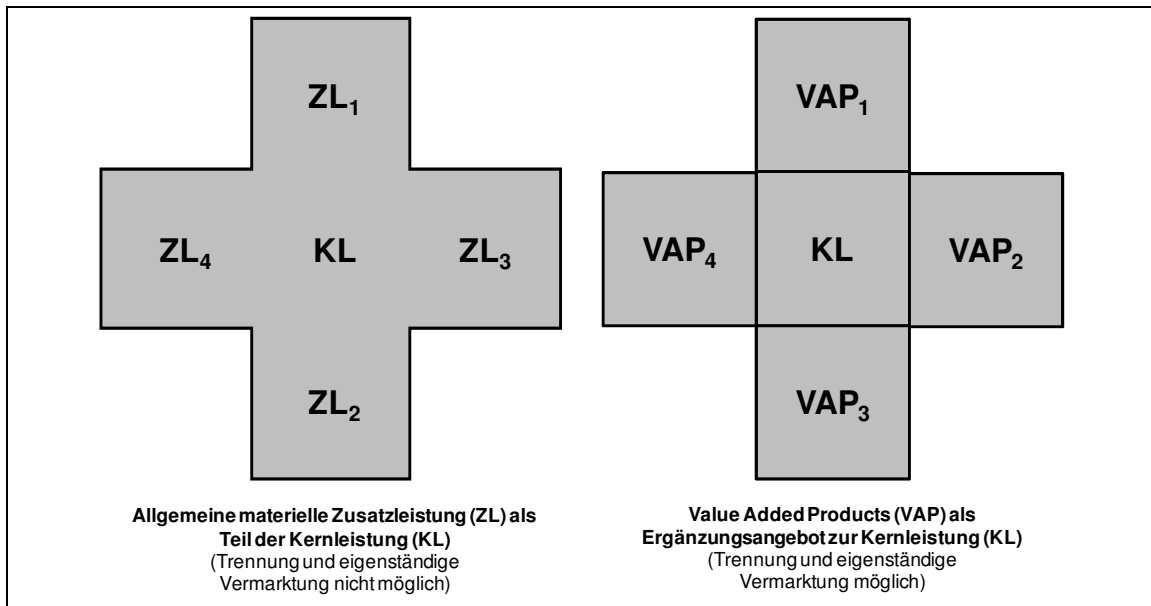 ZL₁
ZL₄ KL ZL₃
ZL₂
Allgemeine materielle Zusatzleistung (ZL) als
Teil der Kernleistung (KL)
(Trennung und eigenständige
Vermarktung nicht möglich)
VAP₁
VAP₄ KL VAP₂
VAP₃
Value Added Products (VAP) als
Ergänzungsangebot zur Kernleistung (KL)
(Trennung und eigenständige
Vermarktung möglich)